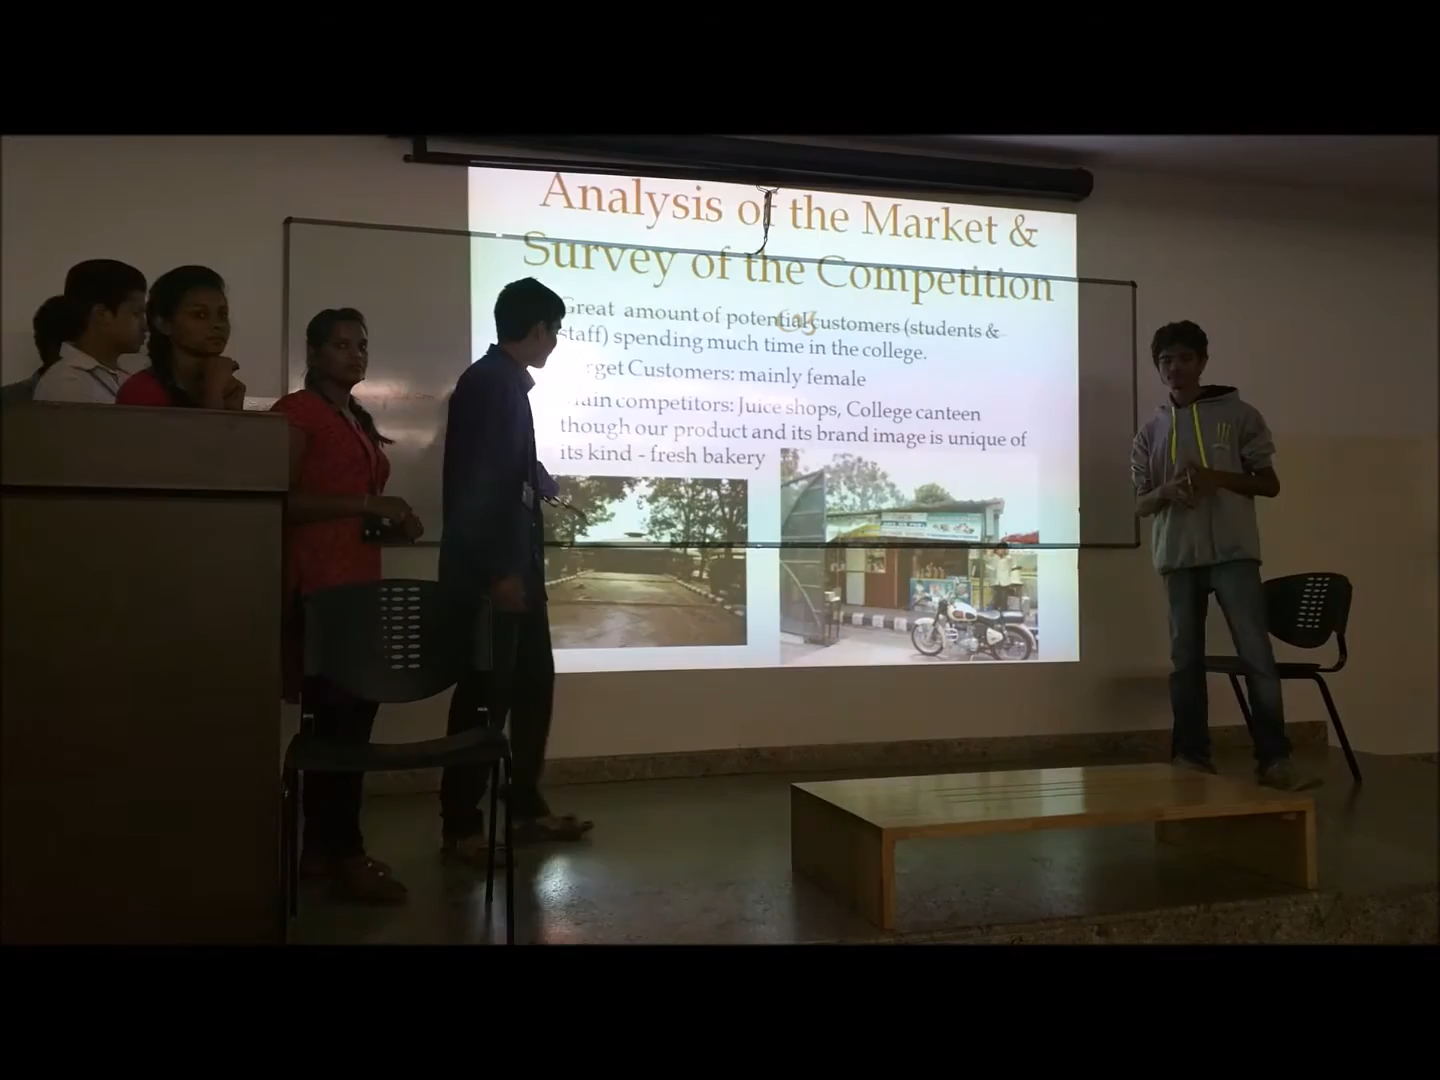 Analysis of the Market &
Survey of the Competition
Great amount of potential customers (students &
staff) spending much time in the college.
get Customers: mainly female
competitors: Juice shops, College canteen
though our product and its brand image is unique of
its kind - fresh bakery